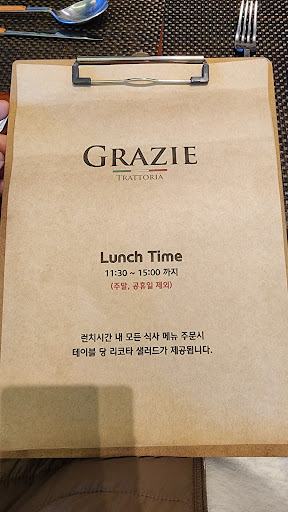 GRAZIE
TRATTORIA
Lunch Time
11:30 ~ 15:00 까지
(주말, 공휴일 제외)
런치시간 내 모든 식사 메뉴 주문시
테이블 당 리코타 샐러드가 제공됩니다.